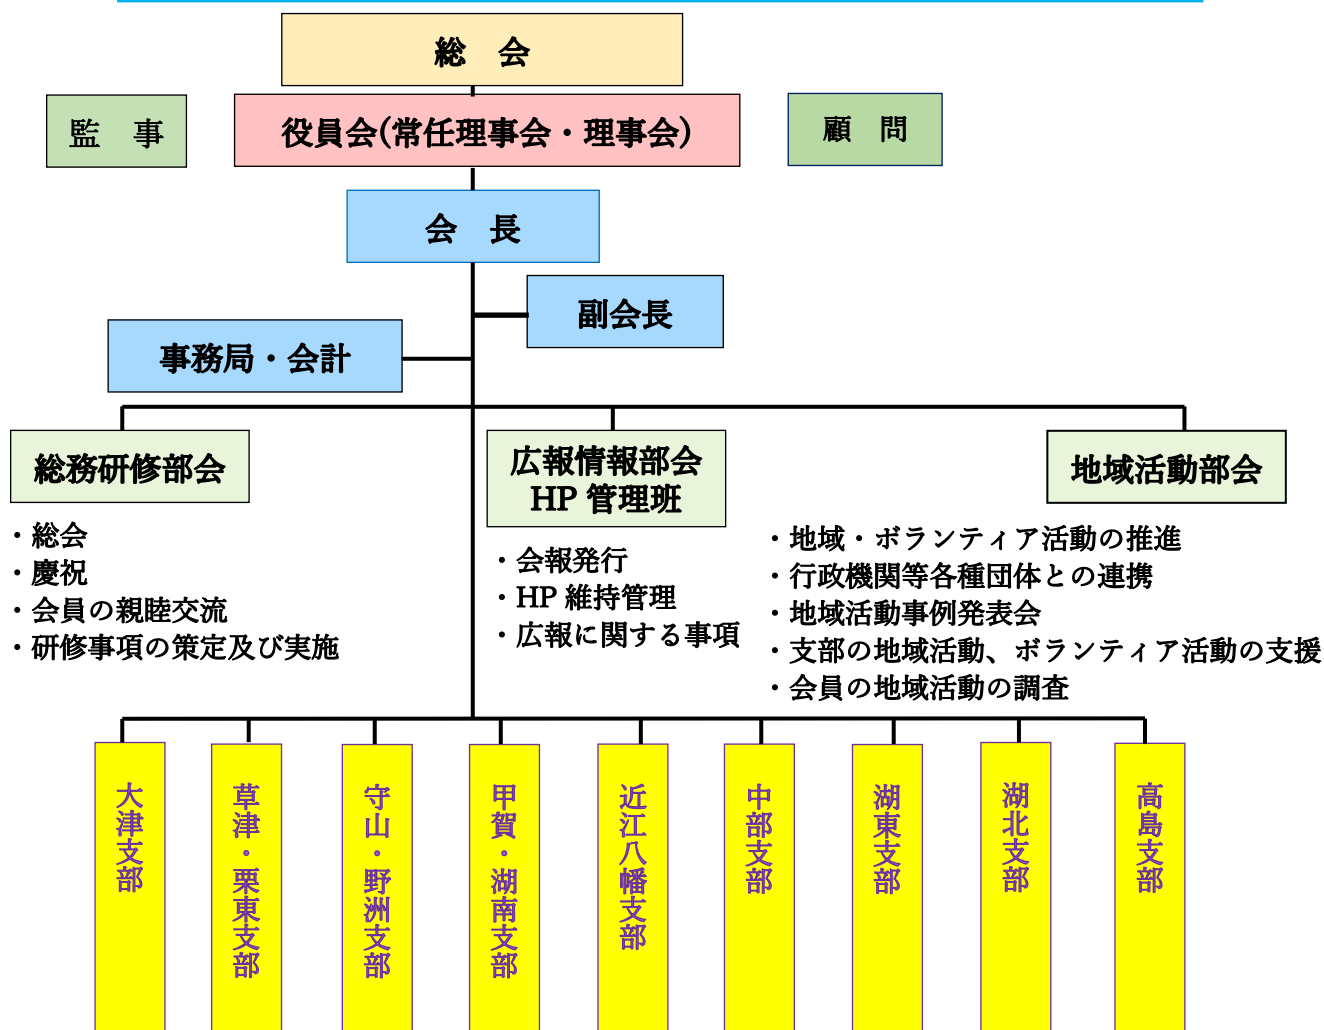 総　会
監　事
役員会(常任理事会・理事会)
顧　問
会　長
副会長
事務局・会計
総務研修部会
・総会
・慶祝
・会員の親睦交流
・研修事項の策定及び実施
広報情報部会
HP 管理班
・会報発行
・HP 維持管理
・広報に関する事項
地域活動部会
・地域・ボランティア活動の推進
・行政機関等各種団体との連携
・地域活動事例発表会
・支部の地域活動、ボランティア活動の支援
・会員の地域活動の調査
大津支部
草津・栗東支部
守山・野洲支部
甲賀・湖南支部
近江八幡支部
中部支部
湖東支部
湖北支部
高島支部